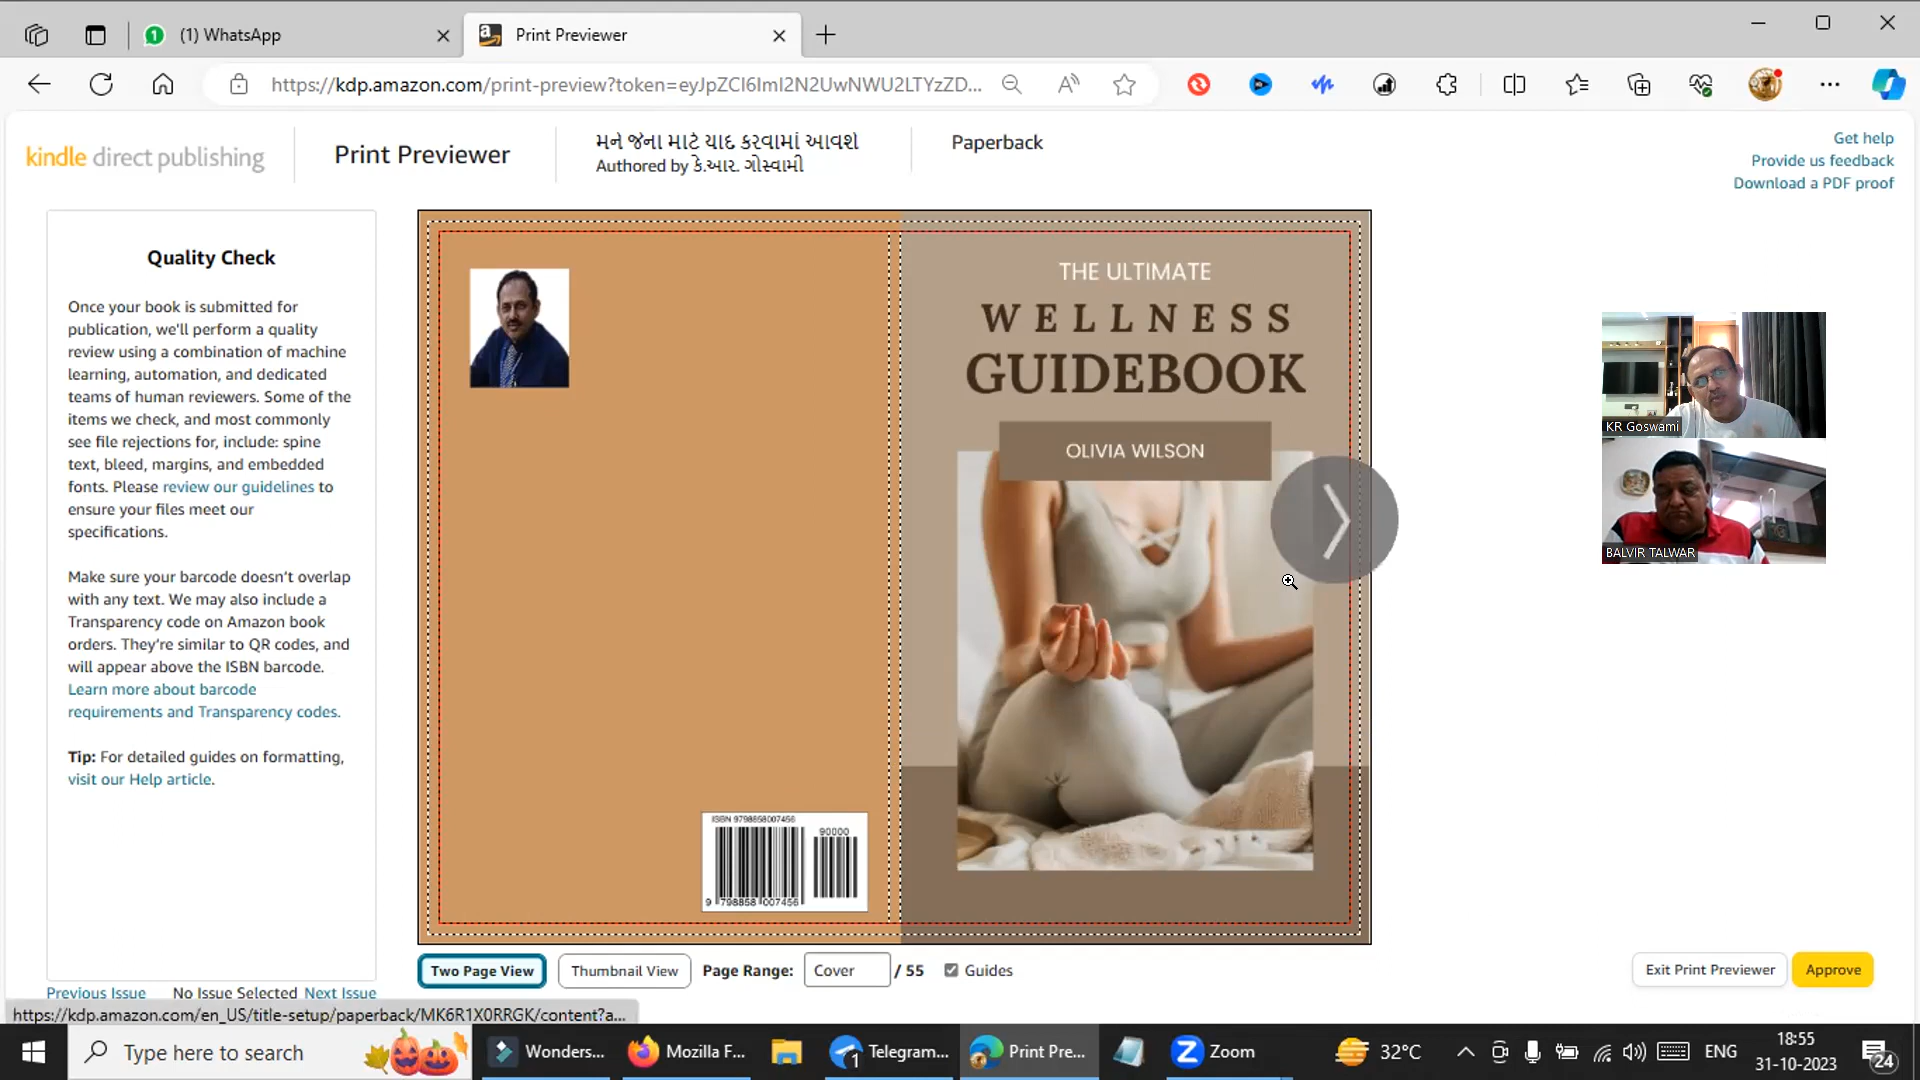 (1) WhatsApp
Print Previewer
https://kdp.amazon.com/print-preview?token=eyJpZCI6ImI2N2UwNWU2LTYzZD...
kindle direct publishing
Print Previewer
મને જેના માટે યાદ કરવામાં આવશે
Authored by કે.આર. ગોસ્વામી
Paperback
Get help
Provide us feedback
Download a PDF proof
Quality Check
Once your book is submitted for
publication, we'll perform a quality
review using a combination of machine
learning, automation, and dedicated
teams of human reviewers. Some of the
items we check, and most commonly
see file rejections for, include: spine
text, bleed, margins, and embedded
fonts. Please review our guidelines to
ensure your files meet our
specifications.
Make sure your barcode doesn't overlap
with any text. We may also include a
Transparency code on Amazon book
orders. They're similar to QR codes, and
will appear above the ISBN barcode.
Learn more about barcode
requirements and Transparency codes.
Tip: For detailed guides on formatting,
visit our Help article.
Previous Issue No Issue Selected Next Issue
THE ULTIMATE
WELLNESS
GUIDEBOOK
OLIVIA WILSON
ISBN 9798858007456
90000
9 798858 007456
KR Goswami
BALVIR TALWAR
Two Page View
Thumbnail View
Page Range: Cover / 55
Guides
Exit Print Previewer
Approve
https://kdp.amazon.com/en_US/title-setup/paperback/MK6R1X0RRGK/content?a...
Type here to search
Wonders...
Mozilla F...
1
Telegram...
Print Pre...
Zoom
32°C
ENG
18:55
31-10-2023
24